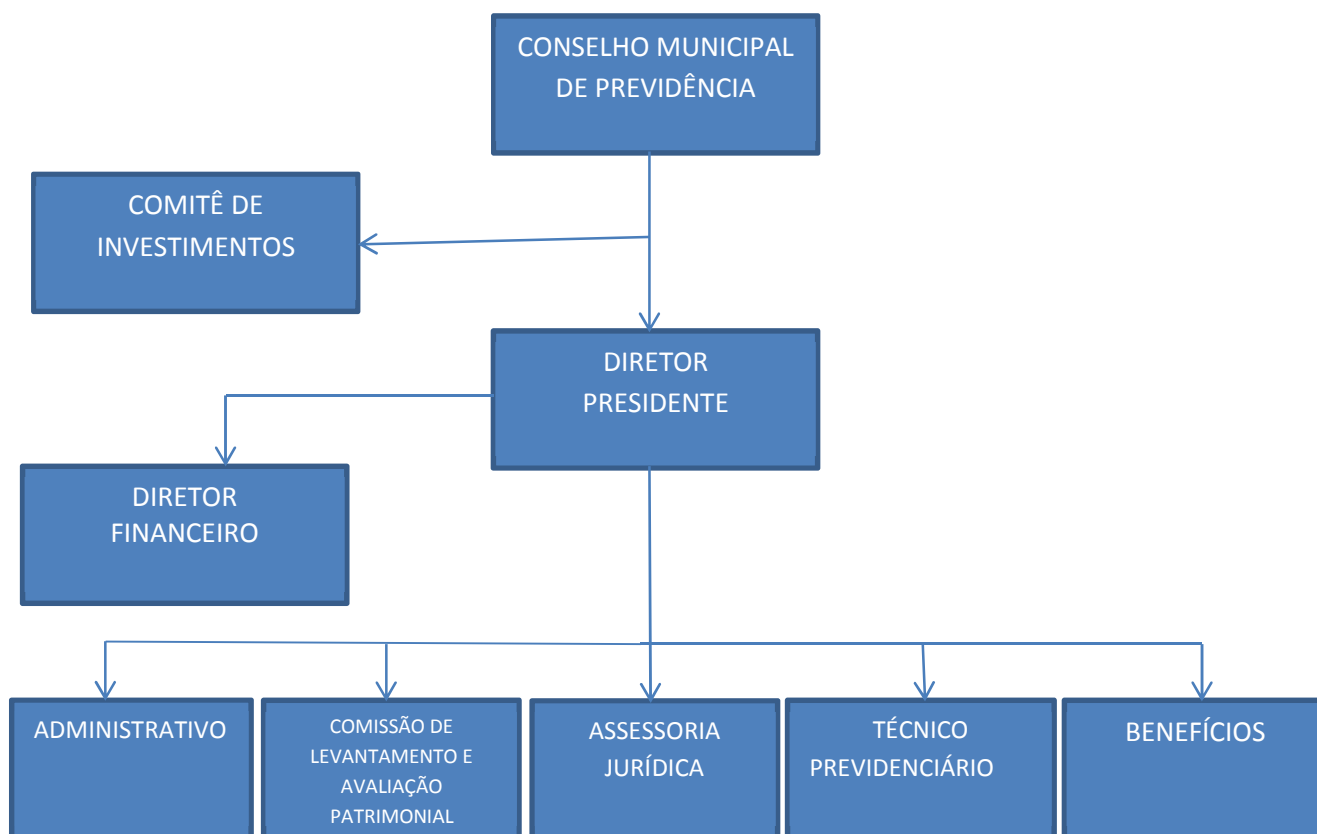 CONSELHO MUNICIPAL
DE PREVIDÊNCIA
COMITÊ DE
INVESTIMENTOS
DIRETOR
PRESIDENTE
DIRETOR
FINANCEIRO
ADMINISTRATIVO
COMISSÃO DE
LEVANTAMENTO E
AVALIAÇÃO
PATRIMONIAL
ASSESSORIA
JURÍDICA
TÉCNICO
PREVIDENCIÁRIO
BENEFÍCIOS